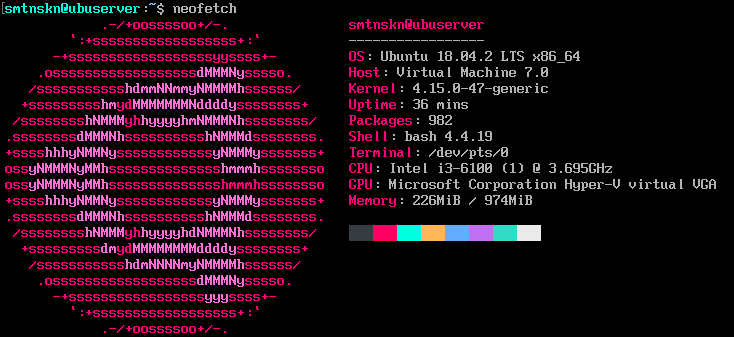 [smtnskn@ubuserver:~$ neofetch
.-/+oossssoo+/-.
`:+ssssssssssssssssss+:`
-+ssssssssssssssssssyyssss+-
.ossssssssssssssssssdMMMNysssso.
/ssssssssssshdmmNNmmyNMMMMhssssss/
+ssssssssshmydMMMMMMMNddddyssssssss+
/sssssssshNMMMyhhyyyyhmNMMMNhssssssss/
.ssssssssdMMMNhsssssssssshNMMMdssssssss.
+sssshhhyNMMNyssssssssssssyNMMMysssssss+
ossyNMMMNyMMhsssssssssssssshmmmhssssssso
ossyNMMMNyMMhsssssssssssssshmmmhssssssso
+sssshhhyNMMNyssssssssssssyNMMMysssssss+
.ssssssssdMMMNhsssssssssshNMMMdssssssss.
/sssssssshNMMMyhhyyyyhdNMMMNhssssssss/
+sssssssssdmydMMMMMMMMddddyssssssss+
/ssssssssssshdmNNNNmyNMMMMhssssss/
.ossssssssssssssssssdMMMNysssso.
-+sssssssssssssssssyyyssss+-
`:+ssssssssssssssssss+:`
.-/+oossssoo+/-.
smtnskn@ubuserver
-----------------
OS: Ubuntu 18.04.2 LTS x86_64
Host: Virtual Machine 7.0
Kernel: 4.15.0-47-generic
Uptime: 36 mins
Packages: 982
Shell: bash 4.4.19
Terminal: /dev/pts/0
CPU: Intel i3-6100 (1) @ 3.695GHz
GPU: Microsoft Corporation Hyper-V virtual VGA
Memory: 226MiB / 974MiB